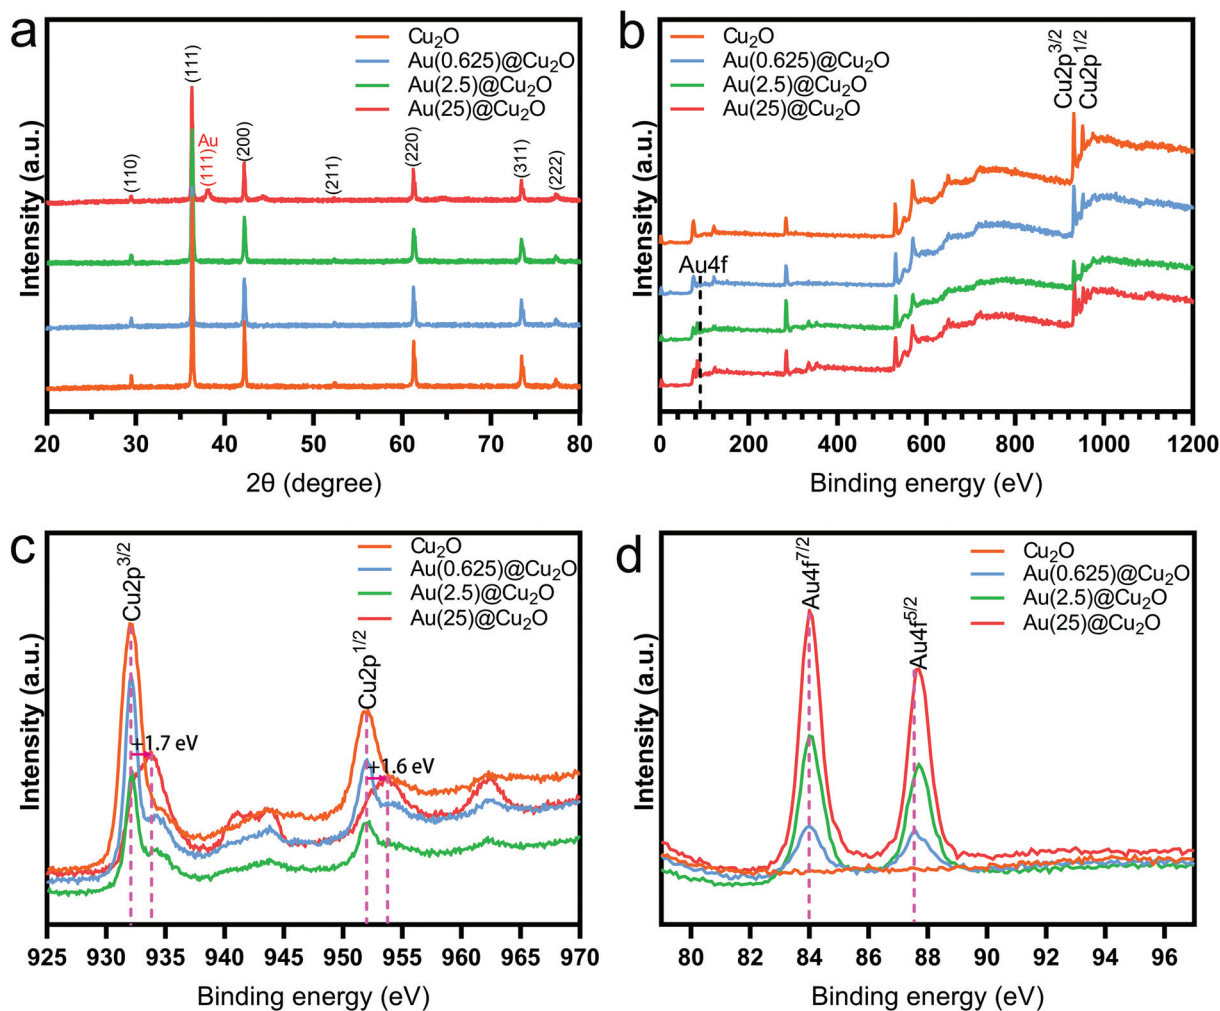 a
Cu2O
Au(0.625)@Cu2O
Au(2.5)@Cu2O
Au(25)@Cu2O
(110)
(111)
(111)Au
(200)
(211)
(220)
(311)
(222)
Intensity (a.u.)
20 30 40 50 60 70 80
2θ (degree)
b
Cu2O
Au(0.625)@Cu2O
Au(2.5)@Cu2O
Au(25)@Cu2O
Cu2p3/2
Cu2p1/2
Au4f
Intensity (a.u.)
0 200 400 600 800 1000 1200
Binding energy (eV)
c
Cu2O
Au(0.625)@Cu2O
Au(2.5)@Cu2O
Au(25)@Cu2O
Cu2p3/2
+1.7 eV
Cu2p1/2
+1.6 eV
Intensity (a.u.)
925 930 935 940 945 950 955 960 965 970
Binding energy (eV)
d
Cu2O
Au(0.625)@Cu2O
Au(2.5)@Cu2O
Au(25)@Cu2O
Au4f7/2
Au4f5/2
Intensity (a.u.)
80 82 84 86 88 90 92 94 96
Binding energy (eV)